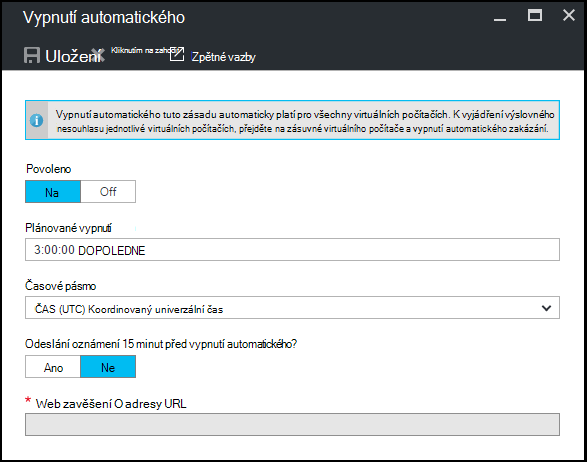 Vypnutí automatického
Uložení Kliknutím na zahodit Zpětné vazby
Vypnutí automatického tuto zásadu automaticky platí pro všechny virtuálních počítačích. K vyjádření výslovného
nesouhlasu jednotlivé virtuálních počítačích, přejděte na zásuvné virtuálního počítače a vypnutí automatického zakázání.
Povoleno
Na Off
Plánované vypnutí
3:00:00 DOPOLEDNE
Časové pásmo
ČAS (UTC) Koordinovaný univerzální čas
Odeslání oznámení 15 minut před vypnutí automatického?
Ano Ne
* Web zavěšení O adresy URL